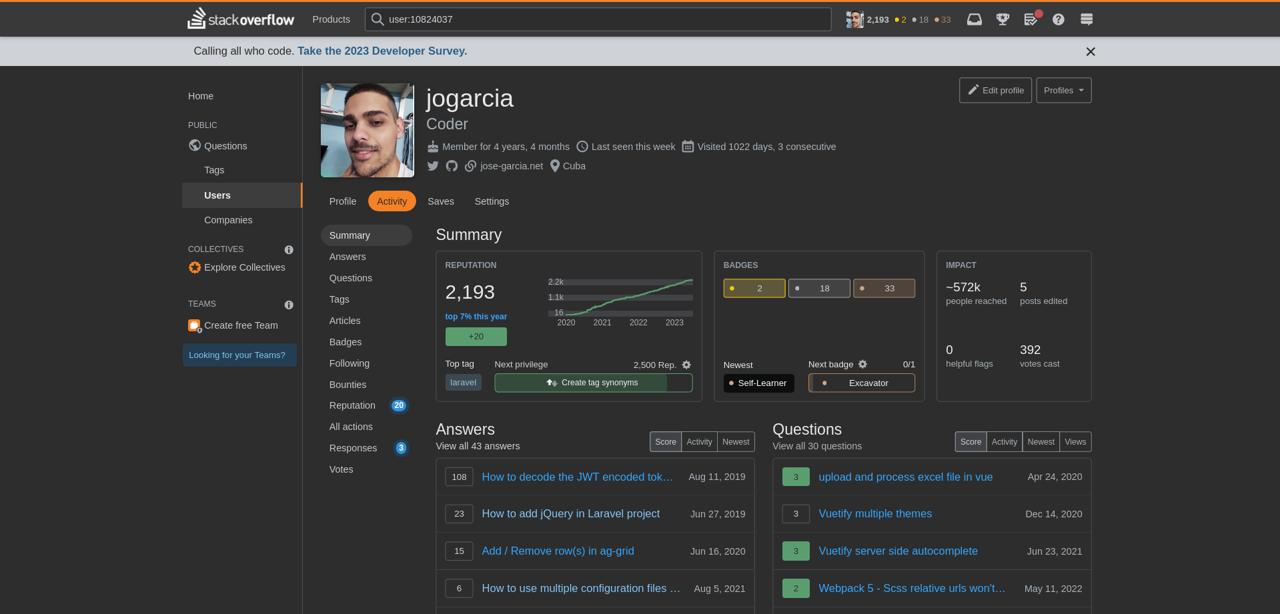 stackoverflow Products user:10824037 2,193 2 18 33
Calling all who code. Take the 2023 Developer Survey.
Home
PUBLIC
Questions
Tags
Users
Companies
COLLECTIVES
Explore Collectives
TEAMS
Create free Team
Looking for your Teams?
jogarcia
Coder
Member for 4 years, 4 months Last seen this week Visited 1022 days, 3 consecutive
jose-garcia.net Cuba
Edit profile Profiles
Profile Activity Saves Settings
Summary
Answers
Questions
Tags
Articles
Badges
Following
Bounties
Reputation 20
All actions
Responses 3
Votes
Summary
REPUTATION
2,193
top 7% this year
+20
2.2k
1.1k
16
2020 2021 2022 2023
Top tag
laravel
Next privilege 2,500 Rep.
Create tag synonyms
BADGES
2 18 33
Newest
Self-Learner
Next badge 0/1
Excavator
IMPACT
~572k
people reached
5
posts edited
0
helpful flags
392
votes cast
Answers
View all 43 answers
Score Activity Newest
108 How to decode the JWT encoded tok… Aug 11, 2019
23 How to add jQuery in Laravel project Jun 27, 2019
15 Add / Remove row(s) in ag-grid Jun 16, 2020
6 How to use multiple configuration files … Aug 5, 2021
Questions
View all 30 questions
Score Activity Newest Views
3 upload and process excel file in vue Apr 24, 2020
3 Vuetify multiple themes Dec 14, 2020
3 Vuetify server side autocomplete Jun 23, 2021
2 Webpack 5 - Scss relative urls won't… May 11, 2022